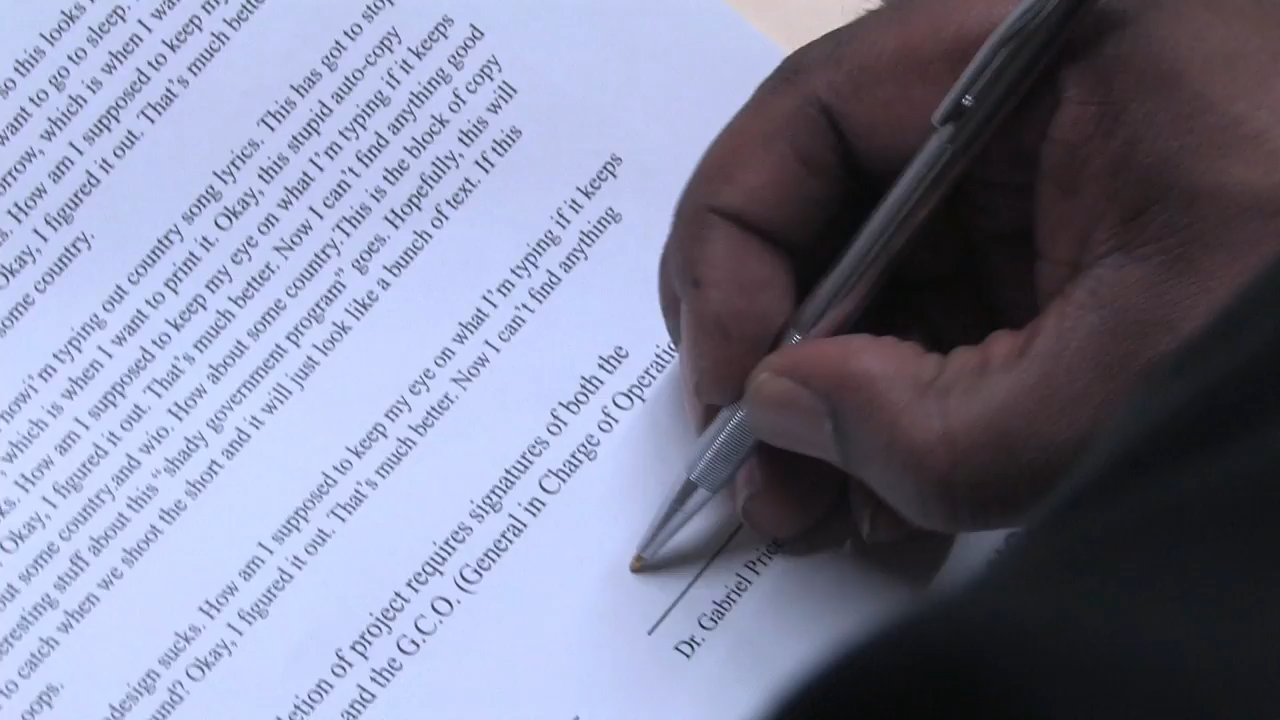 so this looks
want to go to sleep.
orrow, which is when I wa
s. How am I supposed to keep my
Okay, I figured it out. That's much bette
some country.
now i'm typing out country song lyrics. This has got to stop
, which is when I want to print it. Okay, this stupid auto-copy
ks. How am I supposed to keep my eye on what I'm typing if it keeps
Okay, I figured it out. That's much better. Now I can't find anything good
out some country and wio. How about some country. This is the block of copy
eresting stuff about this "shady government program" goes. Hopefully, this will
to catch when we shoot the short and it will just look like a bunch of text. If this
oops.
design sucks. How am I supposed to keep my eye on what I'm typing if it keeps
und? Okay, I figured it out. That's much better. Now I can't find anything
etion of project requires signatures of both the
and the G.C.O. (General in Charge of Operatio
Dr. Gabriel Price